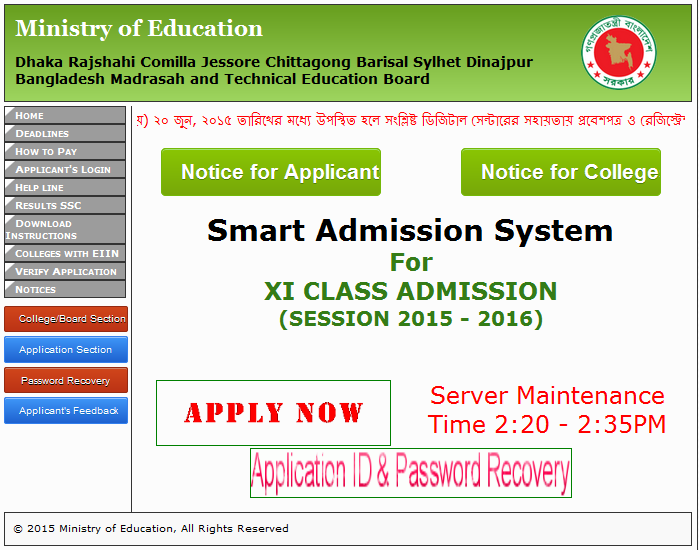 Ministry of Education
Dhaka Rajshahi Comilla Jessore Chittagong Barisal Sylhet Dinajpur
Bangladesh Madrasah and Technical Education Board
গণপ্রজাতন্ত্রী বাংলাদেশ
সরকার
HOME
DEADLINES
HOW TO PAY
APPLICANT'S LOGIN
HELP LINE
RESULTS SSC
DOWNLOAD
INSTRUCTIONS
COLLEGES WITH EIIN
VERIFY APPLICATION
NOTICES
College/Board Section
Application Section
Password Recovery
Applicant's Feedback
২০ জুন, ২০১৫ তারিখের মধ্যে উপস্থিত হলে সংশ্লিষ্ট ডিজিটাল সেন্টারের সহায়তায় প্রবেশপত্র ও
Notice for Applicant
Notice for College
Smart Admission System
For
XI CLASS ADMISSION
(SESSION 2015 - 2016)
APPLY NOW
Server Maintenance
Time 2:20 - 2:35PM
Application ID & Password Recovery
© 2015 Ministry of Education, All Rights Reserved